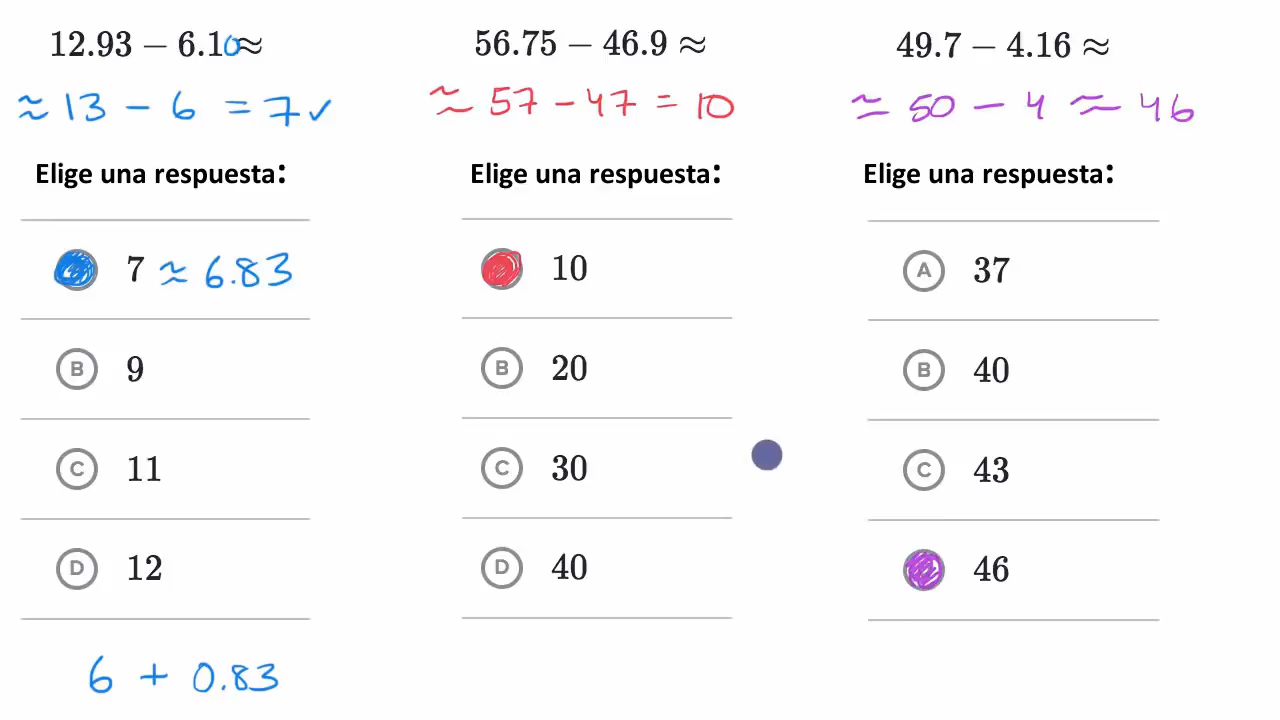 12.93 − 6.10 ≈
≈ 13 − 6 = 7 ✓
Elige una respuesta:
7 ≈ 6.83
B 9
C 11
D 12
6 + 0.83
56.75 − 46.9 ≈
≈ 57 − 47 = 10
Elige una respuesta:
10
B 20
C 30
D 40
49.7 − 4.16 ≈
≈ 50 − 4 ≈ 46
Elige una respuesta:
A 37
B 40
C 43
46